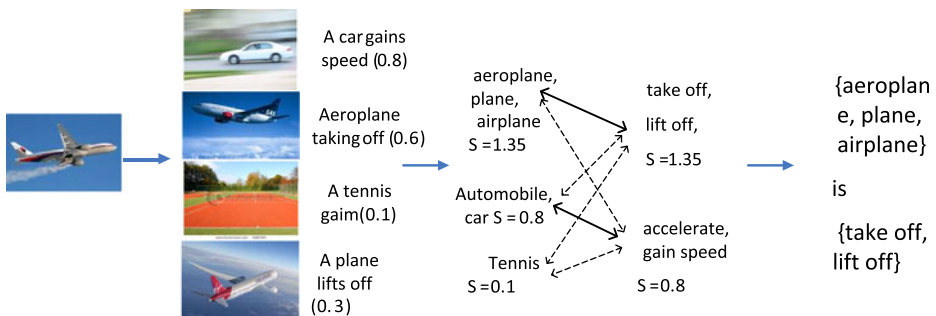 A car gains
speed (0.8)
Aeroplane
taking off (0.6)
A tennis
gaim(0.1)
A plane
lifts off
(0. 3)
aeroplane,
plane,
airplane
S =1.35
Automobile,
car S = 0.8
Tennis
S =0.1
take off,
lift off,
S =1.35
accelerate,
gain speed
S =0.8
{aeroplan
e, plane,
airplane}
is
{take off,
lift off}